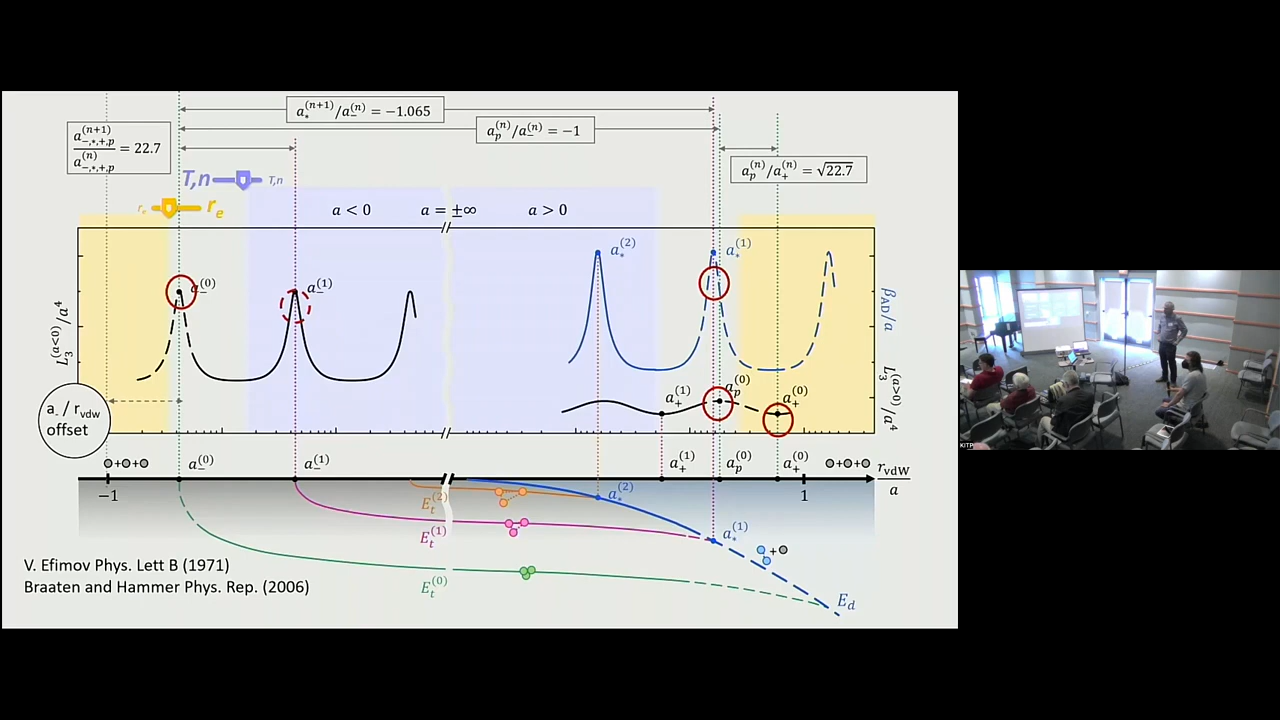 a_*^(n+1)/a_-^(n) = −1.065
a_p^(n)/a_-^(n) = −1
a_-,*,+,p^(n+1) / a_-,*,+,p^(n) = 22.7
a_p^(n)/a_+^(n) = √22.7
T,n T,n
r_e r_e
a < 0 a = ±∞ a > 0
a_*^(2) a_*^(1)
a_-^(0) a_-^(1)
L_3^(a<0)/a^4
β_AD/a
L_3^(a>0)/a^4
a_+^(1) a_p^(0) a_+^(0)
a_- / r_vdw
offset
a_-^(0) a_-^(1) a_+^(1) a_p^(0) a_+^(0)
r_vdW/a
−1 1
E_t^(2) a_*^(2)
E_t^(1) a_*^(1)
E_t^(0)
E_d
V. Efimov Phys. Lett B (1971)
Braaten and Hammer Phys. Rep. (2006)
KITP